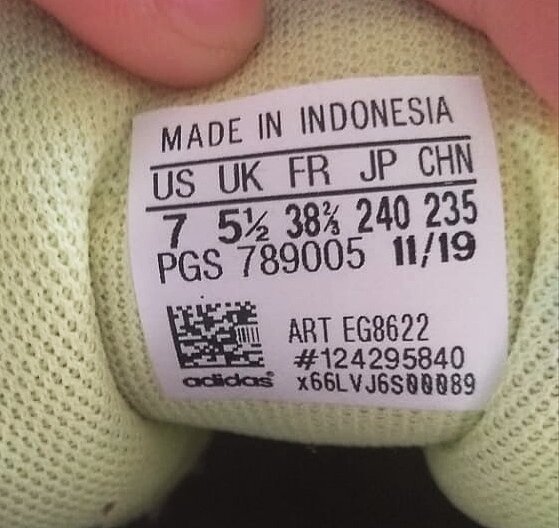 MADE IN INDONESIA
US UK FR JP CHN
7 5½ 38⅔ 240 235
PGS 789005 11/19
ART EG8622
#124295840
adidas®
x66LVJ6S00089